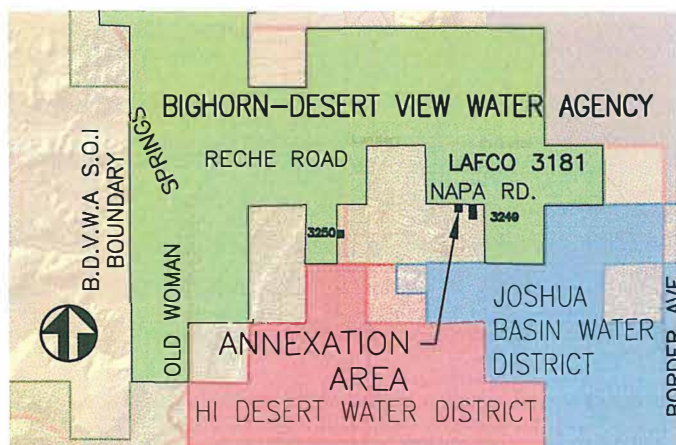 BIGHORN-DESERT VIEW WATER AGENCY
B.D.V.W.A S.O.I
BOUNDARY
OLD WOMAN
SPRINGS
RECHE ROAD
LAFCO 3181
NAPA RD.
3250
3249
ANNEXATION
AREA
JOSHUA
BASIN WATER
DISTRICT
HI DESERT WATER DISTRICT
BORDER AVE